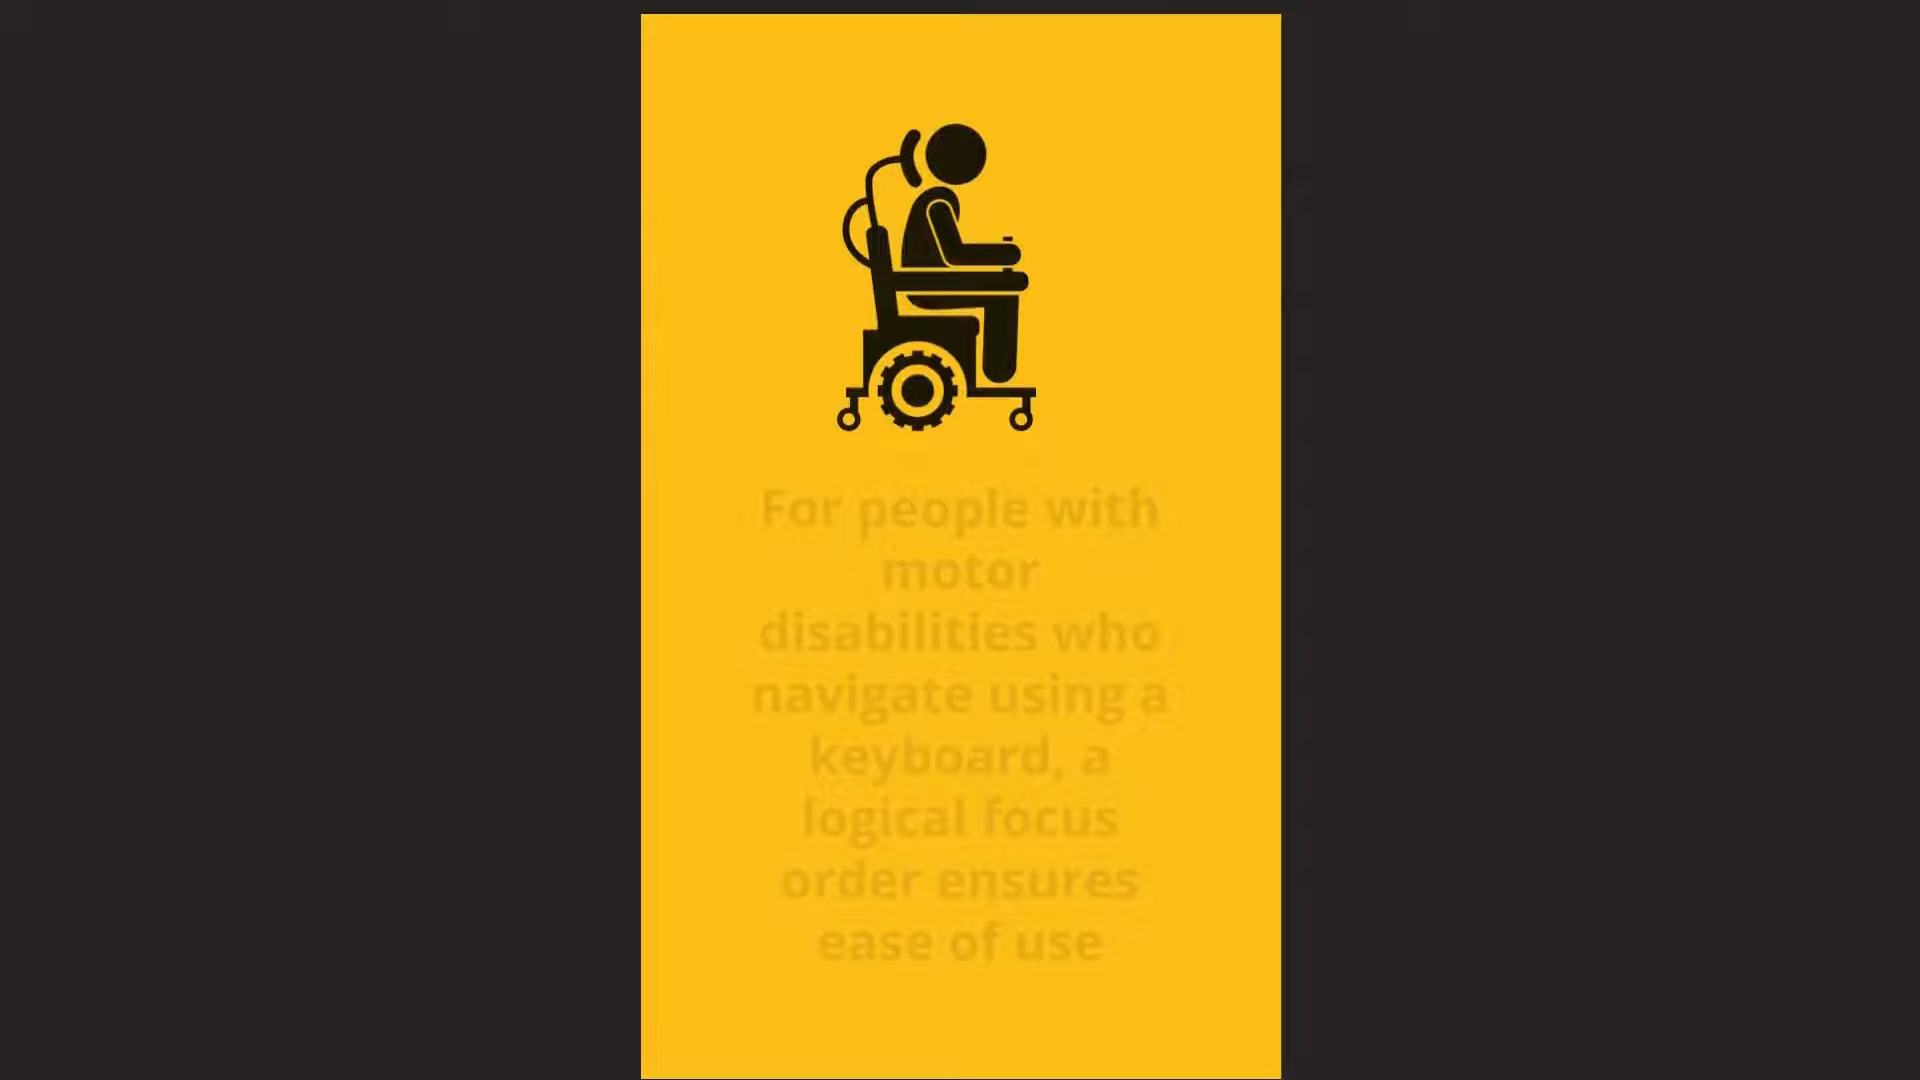 For people with
motor
disabilities who
navigate using a
keyboard, a
logical focus
order ensures
ease of use